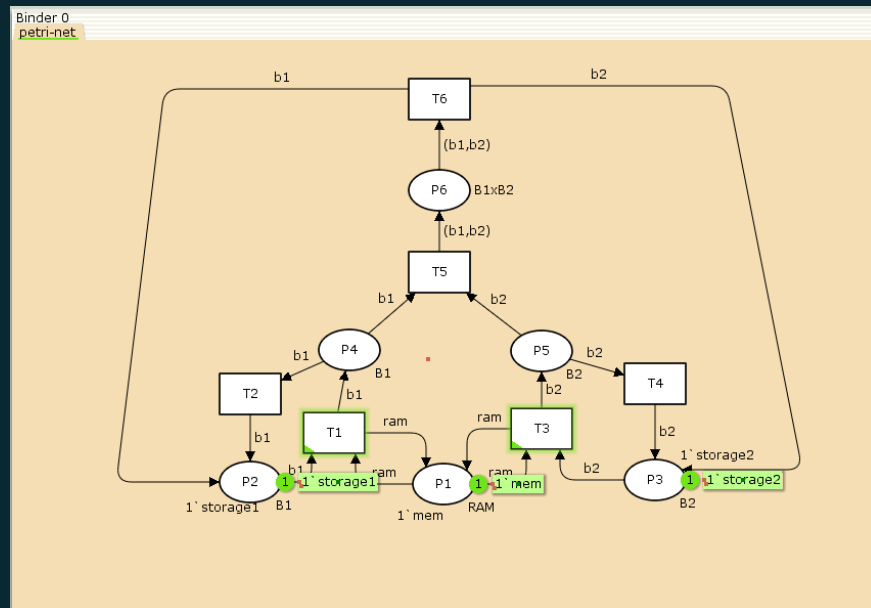 Binder 0
petri-net
b1
b2
T6
(b1,b2)
P6
B1xB2
(b1,b2)
T5
b1
b2
P4
P5
b1
b2
B1
B2
T2
T4
b1
b2
T1
ram
ram
T3
b1
b2
1`storage2
P2
b1
1
1`storage1
ram
P1
1
ram
1`mem
b2
P3
1
1`storage2
1`storage1
B1
1`mem
RAM
B2